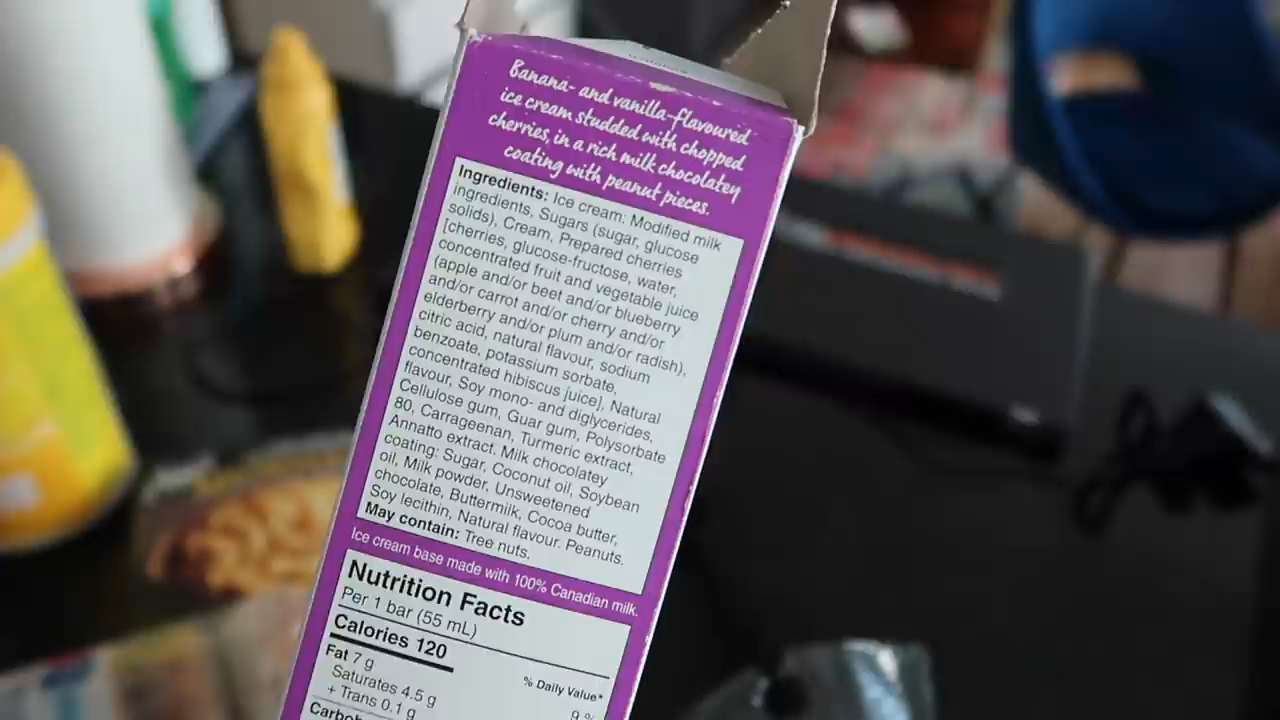 Banana- and vanilla-flavoured
ice cream studded with chopped
cherries, in a rich milk chocolatey
coating with peanut pieces.
Ingredients: Ice cream: Modified milk
ingredients, Sugars (sugar, glucose
solids), Cream, Prepared cherries
[cherries, glucose-fructose, water,
concentrated fruit and vegetable juice
(apple and/or beet and/or blueberry
and/or carrot and/or cherry and/or
elderberry and/or plum and/or radish),
citric acid, natural flavour, sodium
benzoate, potassium sorbate,
concentrated hibiscus juice], Natural
flavour, Soy mono- and diglycerides,
Cellulose gum, Guar gum, Polysorbate
80, Carrageenan, Turmeric extract,
Annatto extract. Milk chocolatey
coating: Sugar, Coconut oil, Soybean
oil, Milk powder, Unsweetened
chocolate, Buttermilk, Cocoa butter,
Soy lecithin, Natural flavour. Peanuts.
May contain: Tree nuts.
Ice cream base made with 100% Canadian milk.
Nutrition Facts
Per 1 bar (55 mL)
Calories 120
% Daily Value*
Fat 7 g
Saturates 4.5 g
+ Trans 0.1 g
9 %